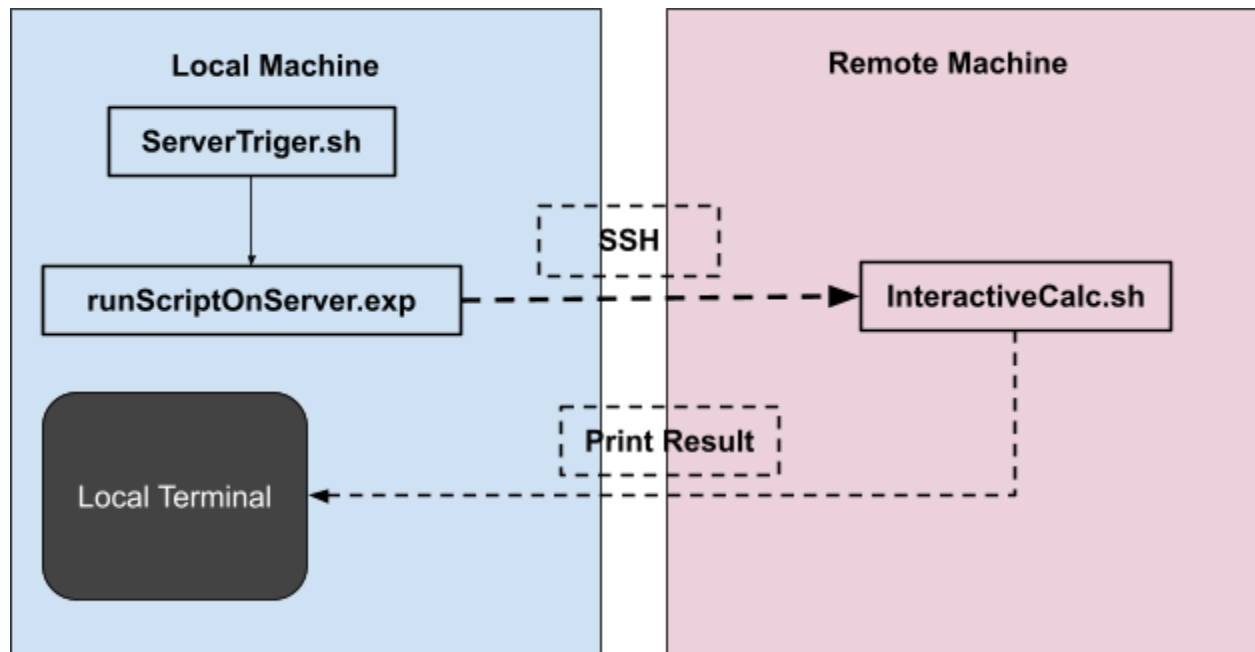 Local Machine
Remote Machine
ServerTriger.sh
SSH
runScriptOnServer.exp
InteractiveCalc.sh
Print Result
Local Terminal